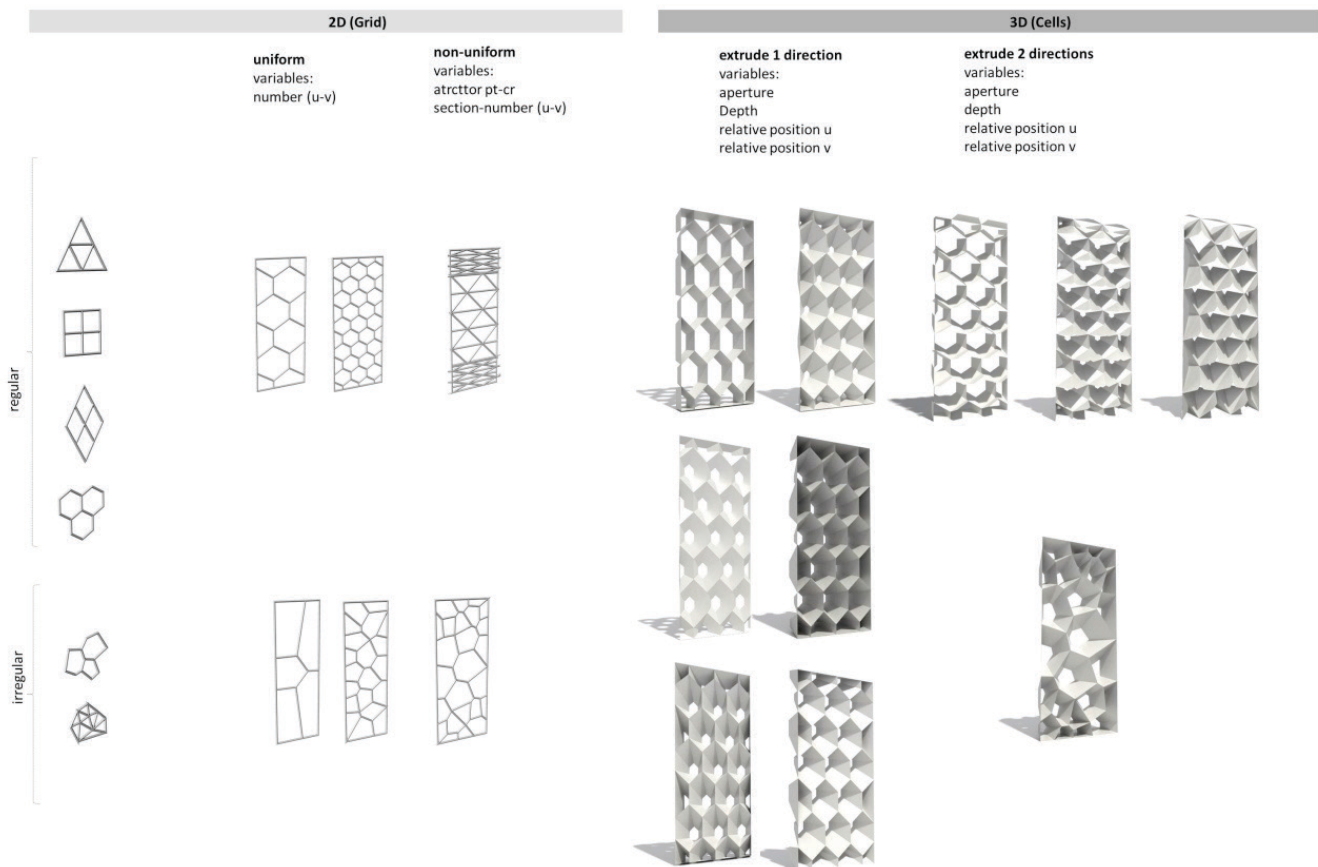 2D (Grid)
3D (Cells)
uniform
variables:
number (u-v)
non-uniform
variables:
atrcttor pt-cr
section-number (u-v)
extrude 1 direction
variables:
aperture
Depth
relative position u
relative position v
extrude 2 directions
variables:
aperture
depth
relative position u
relative position v
regular
irregular